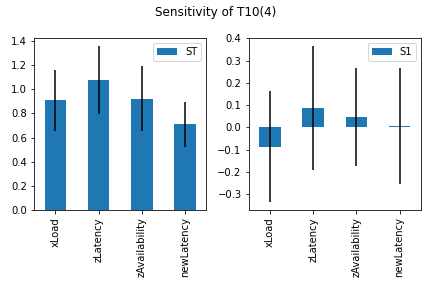 Sensitivity of T10(4)
ST
1.4
1.2
1.0
0.8
0.6
0.4
0.2
0.0
xLoad
zLatency
zAvailability
newLatency
S1
0.4
0.3
0.2
0.1
0.0
−0.1
−0.2
−0.3
xLoad
zLatency
zAvailability
newLatency